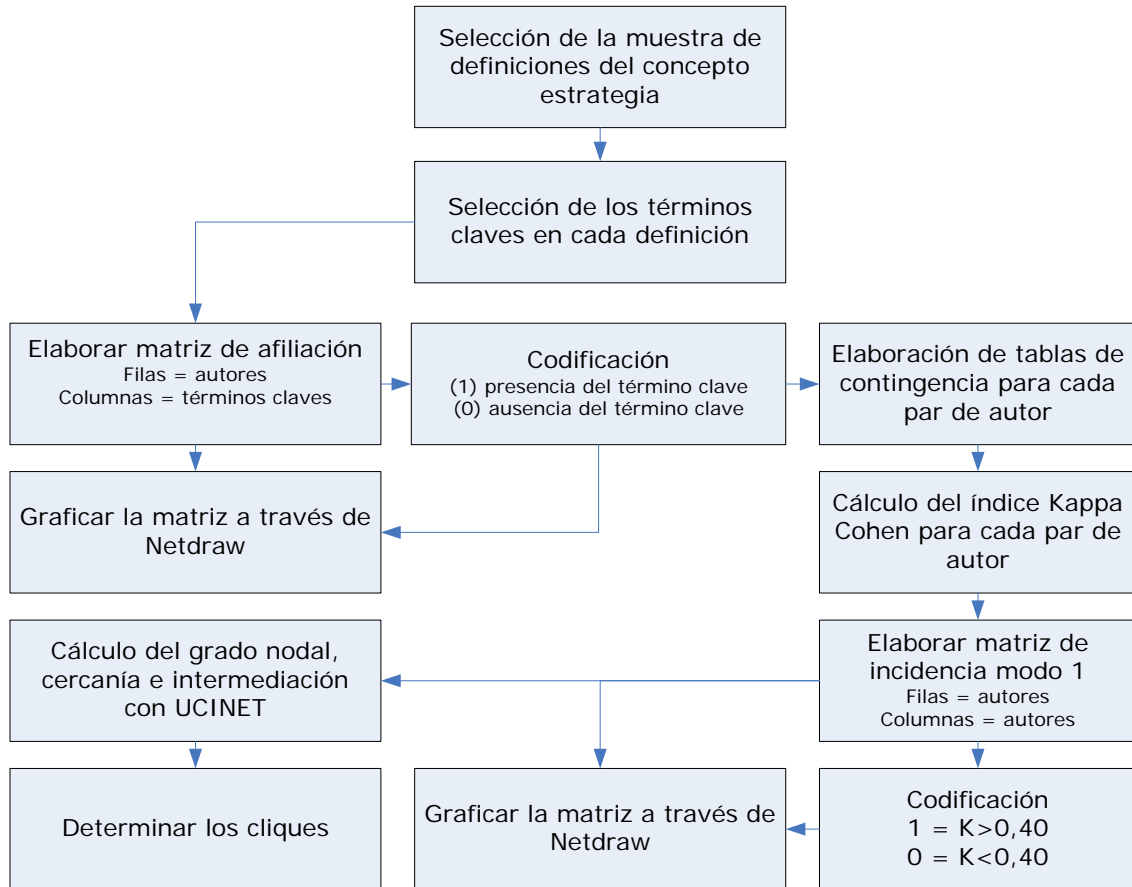 Selección de la muestra de
definiciones del concepto
estrategia
Selección de los términos
claves en cada definición
Elaborar matriz de afiliación
Filas = autores
Columnas = términos claves
Codificación
(1) presencia del término clave
(0) ausencia del término clave
Elaboración de tablas de
contingencia para cada
par de autor
Graficar la matriz a través de
Netdraw
Cálculo del índice Kappa
Cohen para cada par de
autor
Cálculo del grado nodal,
cercanía e intermediación
con UCINET
Elaborar matriz de
incidencia modo 1
Filas = autores
Columnas = autores
Determinar los cliques
Graficar la matriz a través de
Netdraw
Codificación
1 = K>0,40
0 = K<0,40